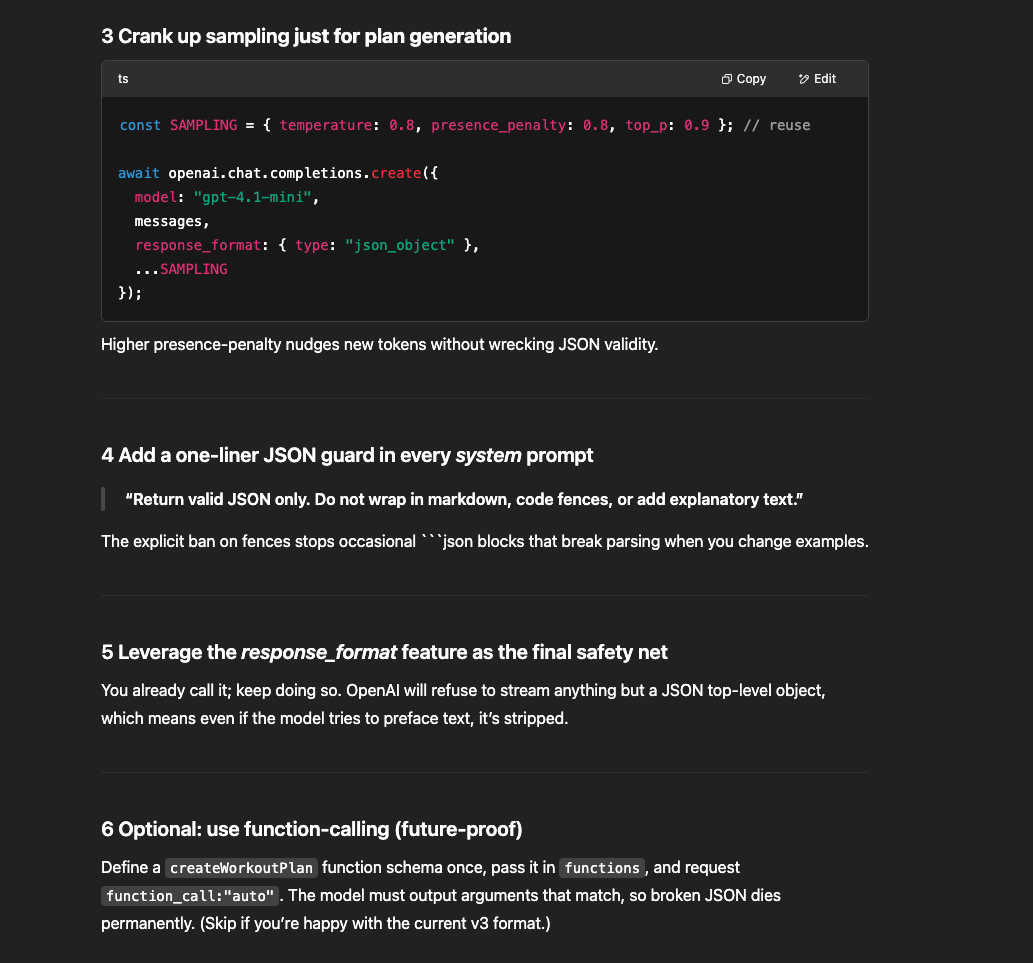 3 Crank up sampling just for plan generation
ts
Copy
Edit
const SAMPLING = { temperature: 0.8, presence_penalty: 0.8, top_p: 0.9 }; // reuse
await openai.chat.completions.create({
model: "gpt-4.1-mini",
messages,
response_format: { type: "json_object" },
...SAMPLING
});
Higher presence-penalty nudges new tokens without wrecking JSON validity.
4 Add a one-liner JSON guard in every system prompt
“Return valid JSON only. Do not wrap in markdown, code fences, or add explanatory text.”
The explicit ban on fences stops occasional ```json blocks that break parsing when you change examples.
5 Leverage the response_format feature as the final safety net
You already call it; keep doing so. OpenAI will refuse to stream anything but a JSON top-level object,
which means even if the model tries to preface text, it’s stripped.
6 Optional: use function-calling (future-proof)
Define a createWorkoutPlan function schema once, pass it in functions, and request
function_call:"auto". The model must output arguments that match, so broken JSON dies
permanently. (Skip if you’re happy with the current v3 format.)